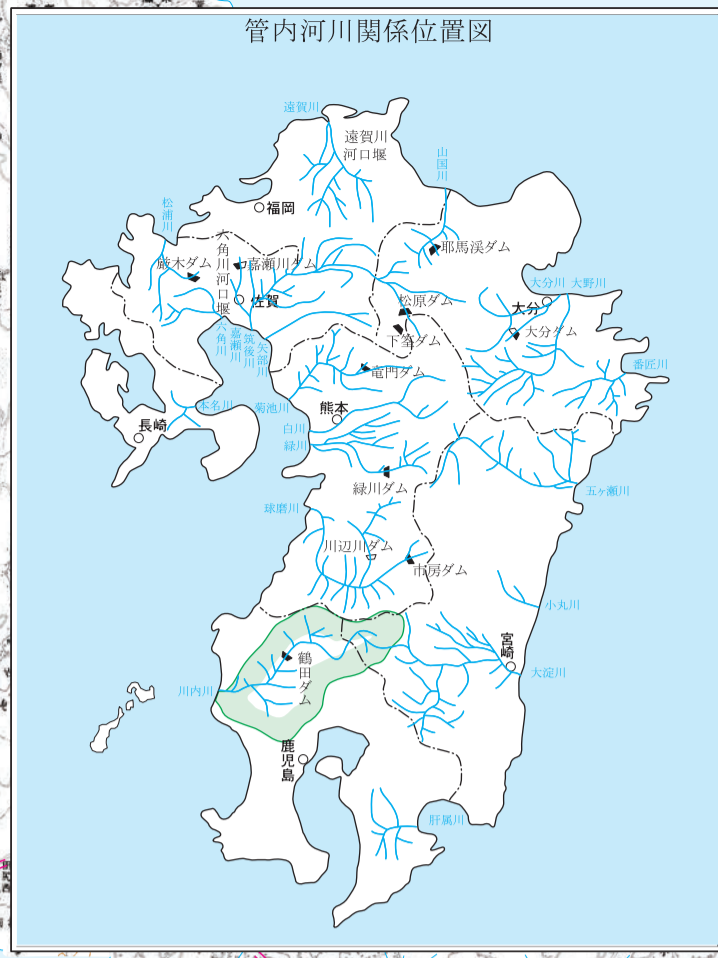 管内河川関係位置図
遠賀川
遠賀川
河口堰
山国川
福岡
松浦川
六角川河口堰
耶馬渓ダム
厳木ダム
嘉瀬川ダム
大分川
大野川
佐賀
松原ダム
大分
大分ダム
下筌ダム
六角川
嘉瀬川
筑後川
矢部川
竜門ダム
番匠川
本名川
菊池川
熊本
長崎
白川
緑川
緑川ダム
五ヶ瀬川
球磨川
川辺川ダム
市房ダム
小丸川
宮崎
鶴田ダム
大淀川
川内川
鹿児島
肝属川